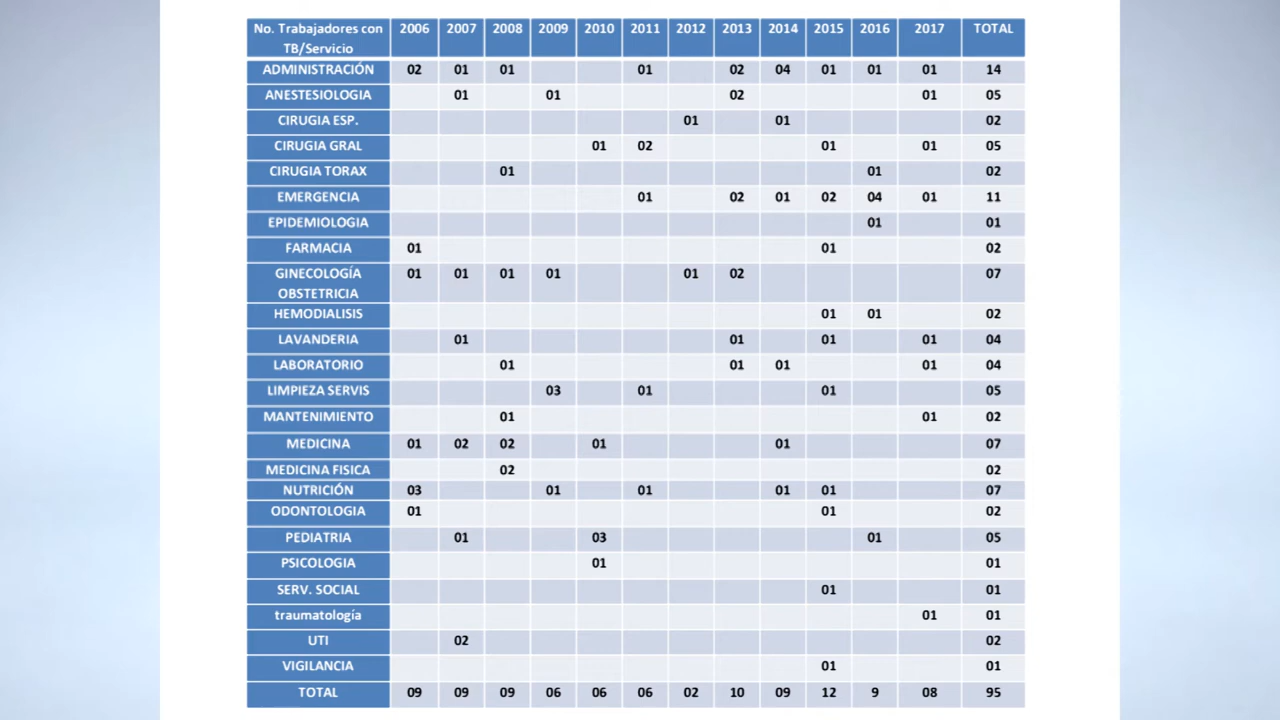 No. Trabajadores con TB/Servicio 2006 2007 2008 2009 2010 2011 2012 2013 2014 2015 2016 2017 TOTAL
ADMINISTRACIÓN 02 01 01 01 02 04 01 01 01 14
ANESTESIOLOGIA 01 01 02 01 05
CIRUGIA ESP. 01 01 02
CIRUGIA GRAL 01 02 01 01 05
CIRUGIA TORAX 01 01 02
EMERGENCIA 01 02 01 02 04 01 11
EPIDEMIOLOGIA 01 01
FARMACIA 01 01 02
GINECOLOGÍA OBSTETRICIA 01 01 01 01 01 02 07
HEMODIALISIS 01 01 02
LAVANDERIA 01 01 01 01 04
LABORATORIO 01 01 01 01 04
LIMPIEZA SERVIS 03 01 01 05
MANTENIMIENTO 01 01 02
MEDICINA 01 02 02 01 01 07
MEDICINA FISICA 02 02
NUTRICIÓN 03 01 01 01 01 07
ODONTOLOGIA 01 01 02
PEDIATRIA 01 03 01 05
PSICOLOGIA 01 01
SERV. SOCIAL 01 01
traumatología 01 01
UTI 02 02
VIGILANCIA 01 01
TOTAL 09 09 09 06 06 06 02 10 09 12 9 08 95